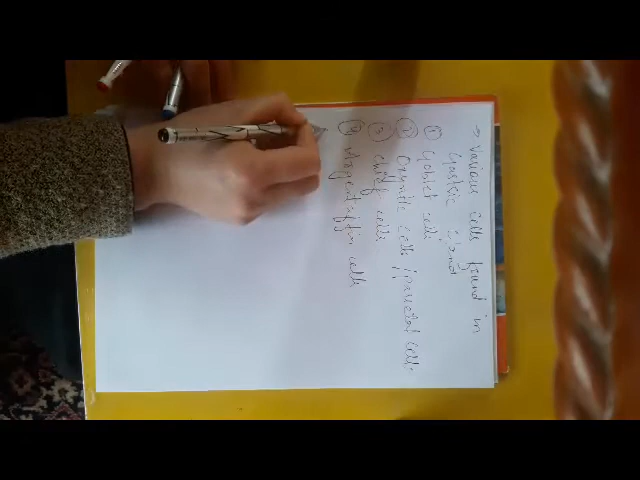 → Various cells found in
Gastric Gland
① Goblet cell
② Oxyntic cells / parietal cells
③ Chief cells
④ Argentaffin cells